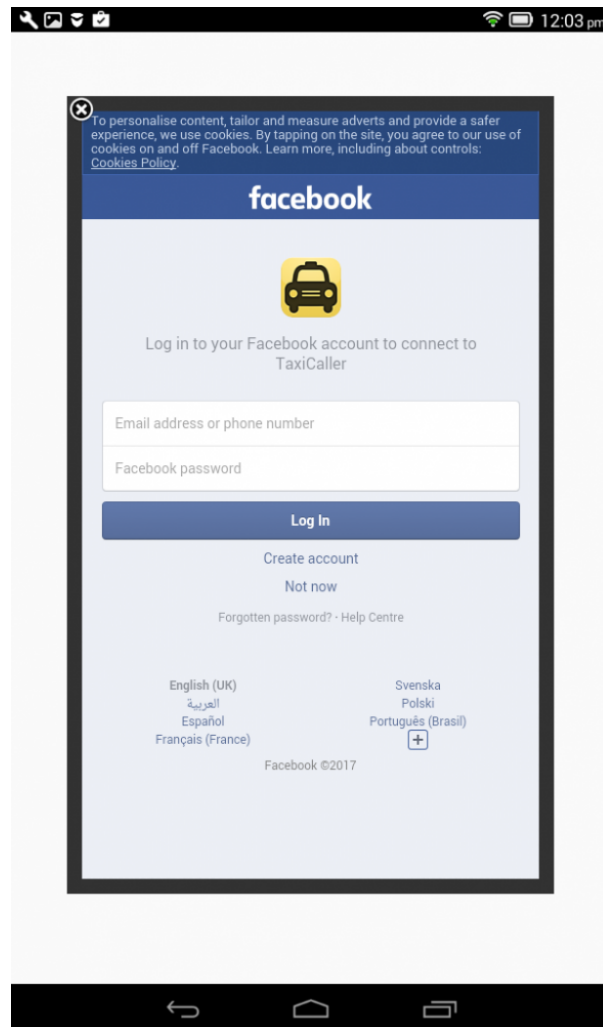 12:03 pm
To personalise content, tailor and measure adverts and provide a safer
experience, we use cookies. By tapping on the site, you agree to our use of
cookies on and off Facebook. Learn more, including about controls:
Cookies Policy.
facebook
Log in to your Facebook account to connect to
TaxiCaller
Email address or phone number
Facebook password
Log In
Create account
Not now
Forgotten password? · Help Centre
English (UK)
العربية
Español
Français (France)
Svenska
Polski
Português (Brasil)
Facebook ©2017